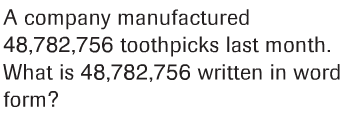 A company manufactured
48,782,756 toothpicks last month.
What is 48,782,756 written in word
form?